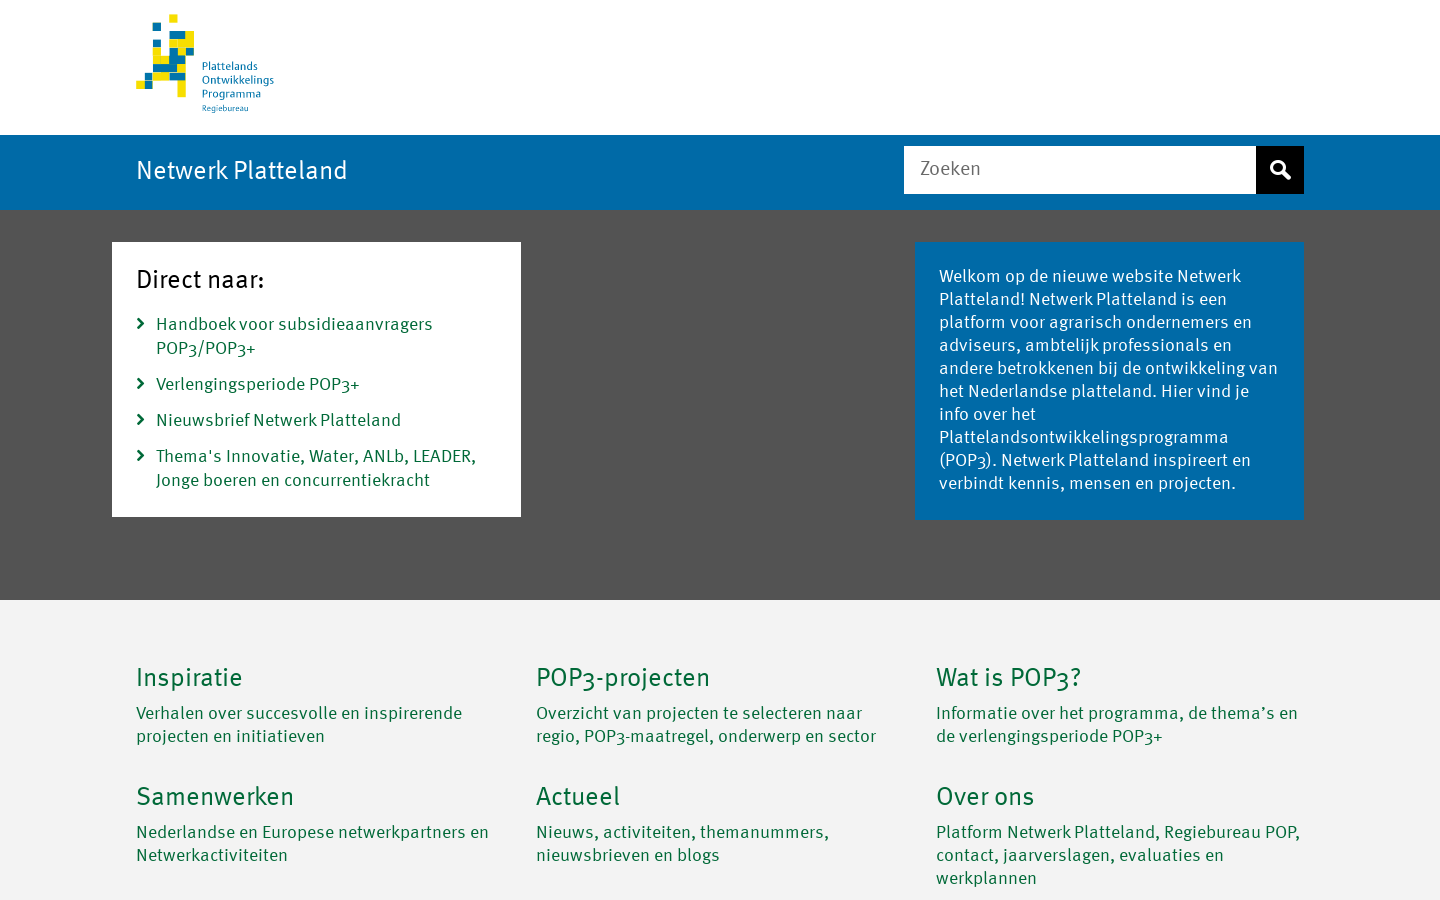 Plattelands
Ontwikkelings
Programma
Regiebureau
Netwerk Platteland
Zoeken
Direct naar:
Handboek voor subsidieaanvragers
POP3/POP3+
Verlengingsperiode POP3+
Nieuwsbrief Netwerk Platteland
Thema's Innovatie, Water, ANLb, LEADER,
Jonge boeren en concurrentiekracht
Welkom op de nieuwe website Netwerk
Platteland! Netwerk Platteland is een
platform voor agrarisch ondernemers en
adviseurs, ambtelijk professionals en
andere betrokkenen bij de ontwikkeling van
het Nederlandse platteland. Hier vind je
info over het
Plattelandsontwikkelingsprogramma
(POP3). Netwerk Platteland inspireert en
verbindt kennis, mensen en projecten.
Inspiratie
Verhalen over succesvolle en inspirerende
projecten en initiatieven
POP3-projecten
Overzicht van projecten te selecteren naar
regio, POP3-maatregel, onderwerp en sector
Wat is POP3?
Informatie over het programma, de thema’s en
de verlengingsperiode POP3+
Samenwerken
Nederlandse en Europese netwerkpartners en
Netwerkactiviteiten
Actueel
Nieuws, activiteiten, themanummers,
nieuwsbrieven en blogs
Over ons
Platform Netwerk Platteland, Regiebureau POP,
contact, jaarverslagen, evaluaties en
werkplannen